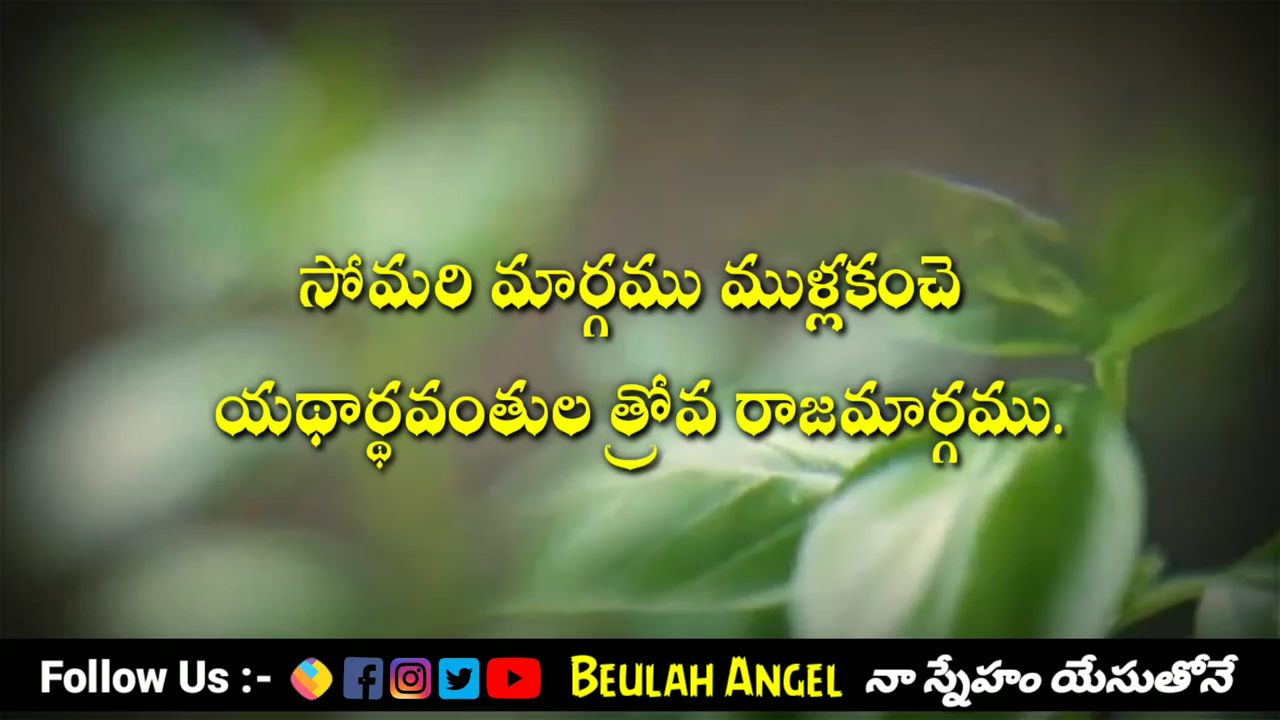 సోమరి మార్గము ముళ్లకంచె
యథార్థవంతుల త్రోవ రాజమార్గము.
Follow Us :- BEULAH ANGEL నా స్నేహం యేసుతోనే